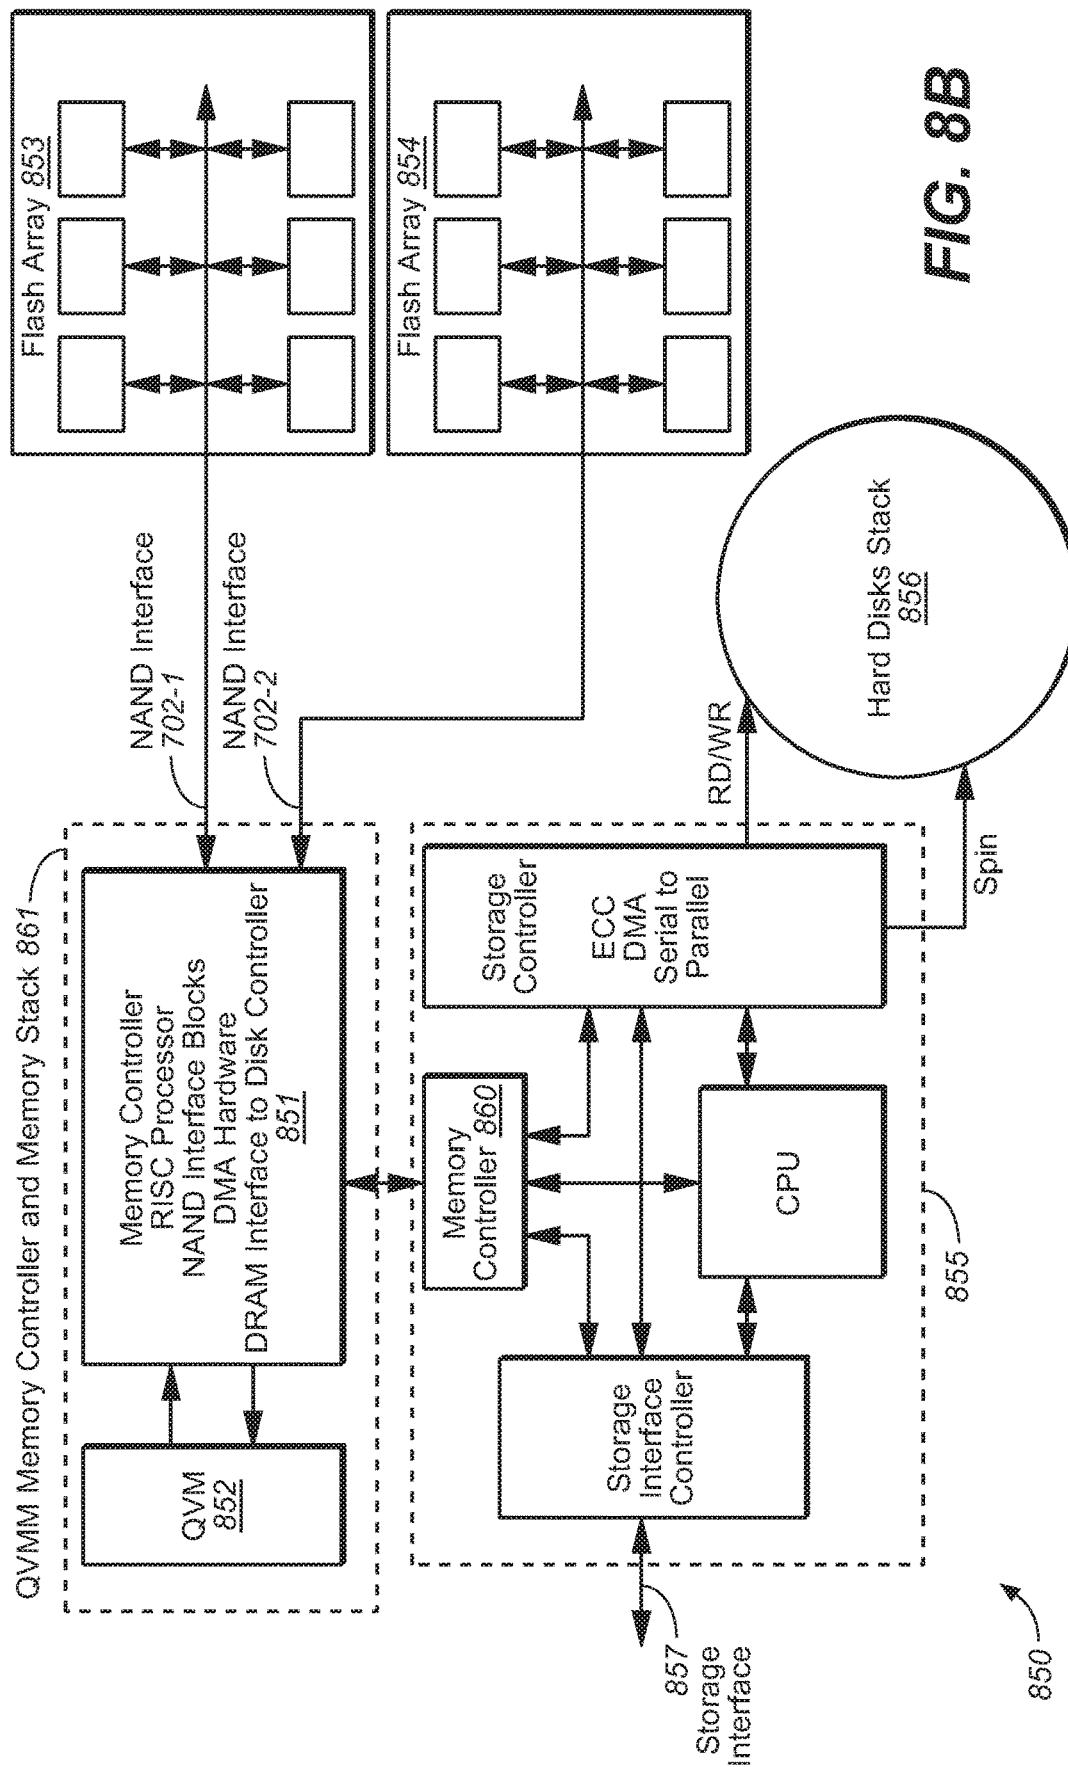 QVMM Memory Controller and Memory Stack 861
QVM
852
Memory Controller
RISC Processor
NAND Interface Blocks
DMA Hardware
DRAM Interface to Disk Controller
851
NAND Interface
702-1
NAND Interface
702-2
Flash Array 853
Flash Array 854
857
Storage
Interface
Storage
Interface
Controller
Memory
Controller 860
CPU
Storage
Controller
ECC
DMA
Serial to
Parallel
RD/WR
Spin
Hard Disks Stack
856
855
850
FIG. 8B